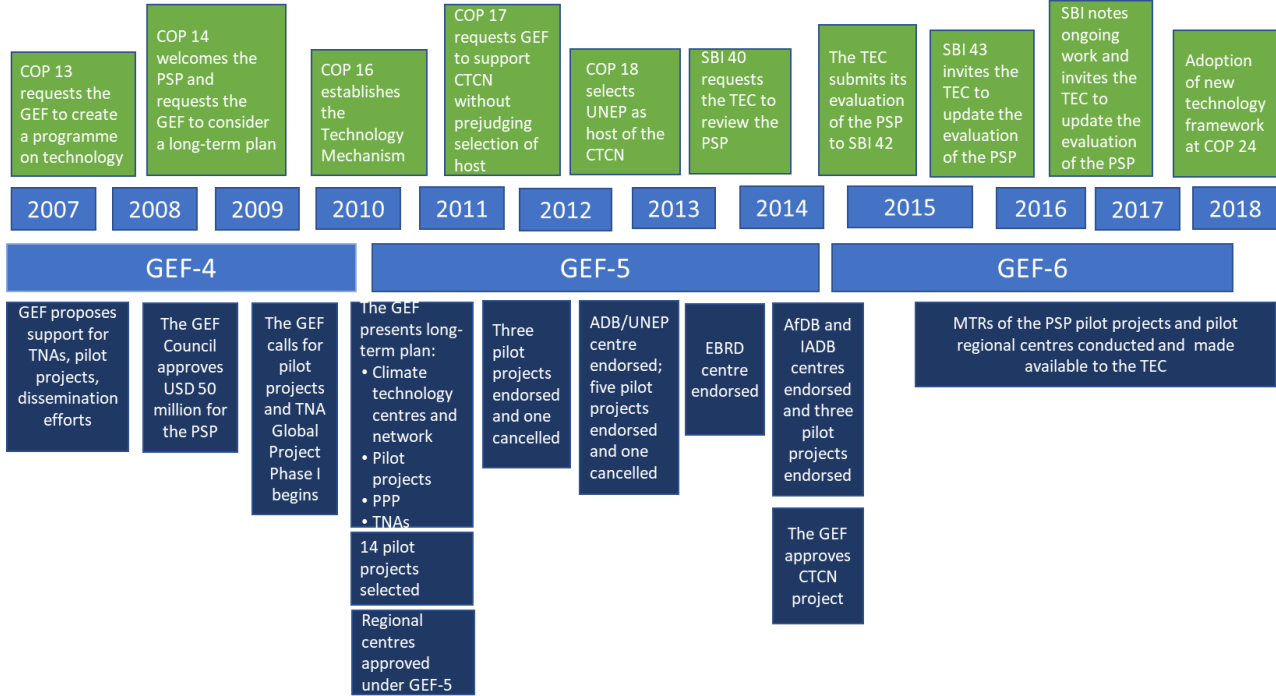 COP 13
requests the
GEF to create
a programme
on technology
COP 14
welcomes the
PSP and
requests the
GEF to consider
a long-term plan
COP 16
establishes
the
Technology
Mechanism
COP 17
requests GEF
to support
CTCN
without
prejudging
selection of
host
COP 18
selects
UNEP as
host of the
CTCN
SBI 40
requests
the TEC to
review the
PSP
The TEC
submits its
evaluation
of the PSP
to SBI 42
SBI 43
invites the
TEC to
update the
evaluation
of the PSP
SBI notes
ongoing
work and
invites the
TEC to
update the
evaluation
of the PSP
Adoption
of new
technology
framework
at COP 24
2007
2008
2009
2010
2011
2012
2013
2014
2015
2016
2017
2018
GEF-4
GEF-5
GEF-6
GEF proposes
support for
TNAs, pilot
projects,
dissemination
efforts
The GEF
Council
approves
USD 50
million for
the PSP
The GEF
calls for
pilot
projects
and TNA
Global
Project
Phase I
begins
The GEF
presents long-
term plan:
• Climate
technology
centres and
network
• Pilot
projects
• PPP
• TNAs
14 pilot
projects
selected
Regional
centres
approved
under GEF-5
Three
pilot
projects
endorsed
and one
cancelled
ADB/UNEP
centre
endorsed;
five pilot
projects
endorsed
and one
cancelled
EBRD
centre
endorsed
AfDB and
IADB
centres
endorsed
and three
pilot
projects
endorsed
The GEF
approves
CTCN
project
MTRs of the PSP pilot projects and pilot
regional centres conducted and made
available to the TEC